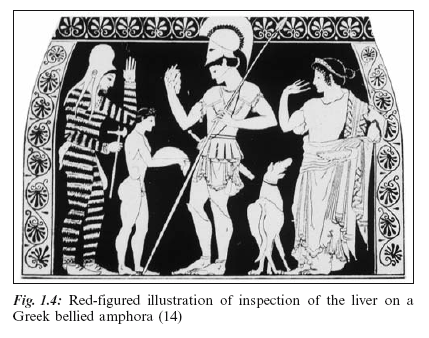 Fig. 1.4: Red-figured illustration of inspection of the liver on a
Greek bellied amphora (14)